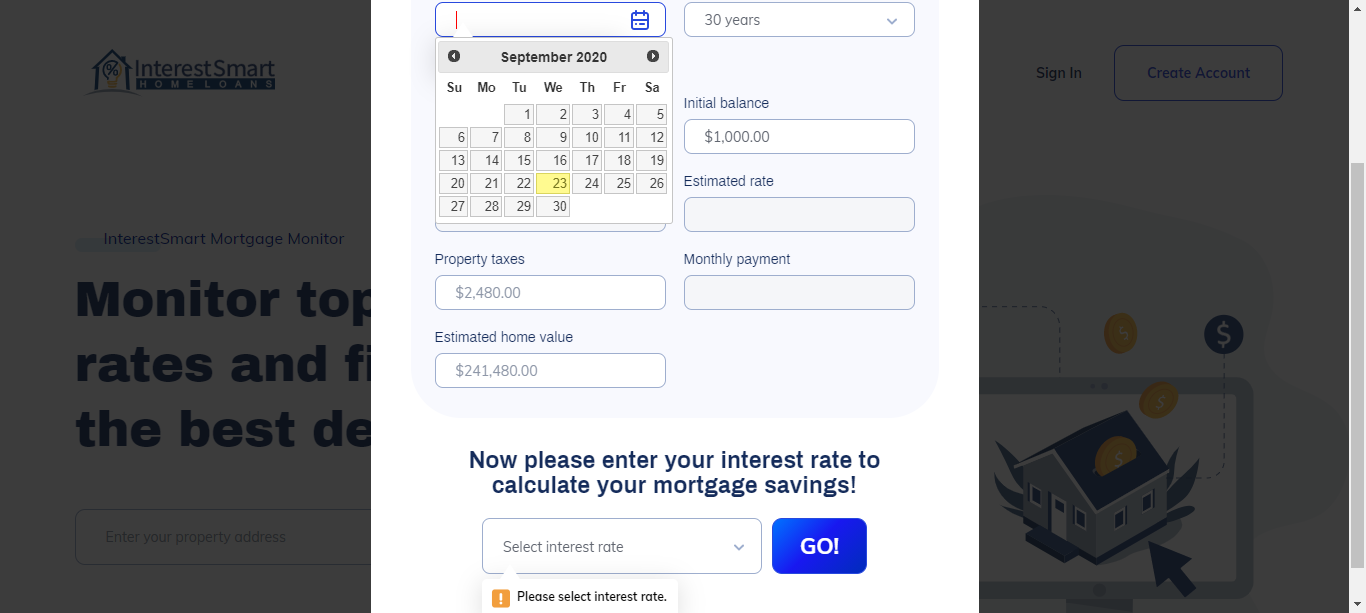 30 years
September 2020
Su Mo Tu We Th Fr Sa
1 2 3 4 5
6 7 8 9 10 11 12
13 14 15 16 17 18 19
20 21 22 23 24 25 26
27 28 29 30
InterestSmart
HOME LOANS
Sign In
Create Account
Initial balance
$1,000.00
Estimated rate
Property taxes
$2,480.00
Monthly payment
Estimated home value
$241,480.00
InterestSmart Mortgage Monitor
Monitor top
rates and fi
the best de
Enter your property address
Now please enter your interest rate to
calculate your mortgage savings!
Select interest rate
GO!
Please select interest rate.